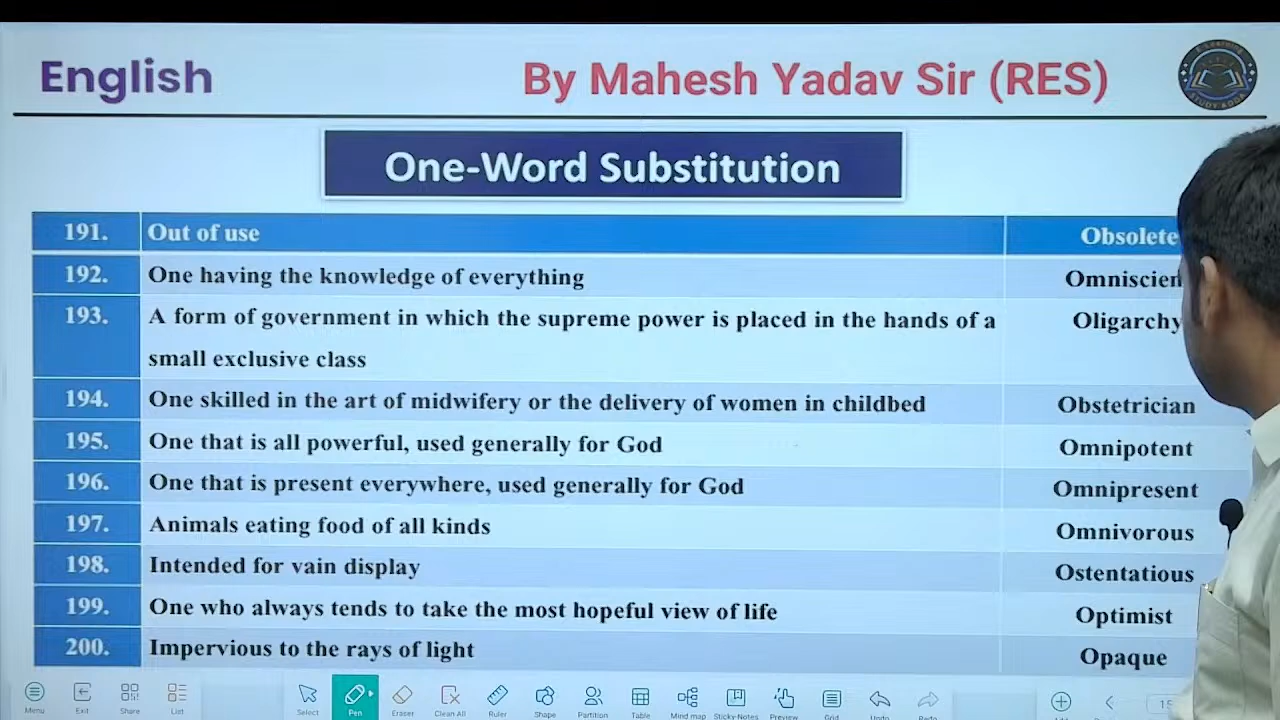 English
By Mahesh Yadav Sir (RES)
STUDY ADDA
One-Word Substitution
191. Out of use Obsolete
192. One having the knowledge of everything Omniscien
193. A form of government in which the supreme power is placed in the hands of a Oligarchy
small exclusive class
194. One skilled in the art of midwifery or the delivery of women in childbed Obstetrician
195. One that is all powerful, used generally for God Omnipotent
196. One that is present everywhere, used generally for God Omnipresent
197. Animals eating food of all kinds Omnivorous
198. Intended for vain display Ostentatious
199. One who always tends to take the most hopeful view of life Optimist
200. Impervious to the rays of light Opaque
Menu Exit Share List Select Pen Eraser Clean All Ruler Shape Partition Table Mind map Sticky-Notes Preview Grid Undo Redo